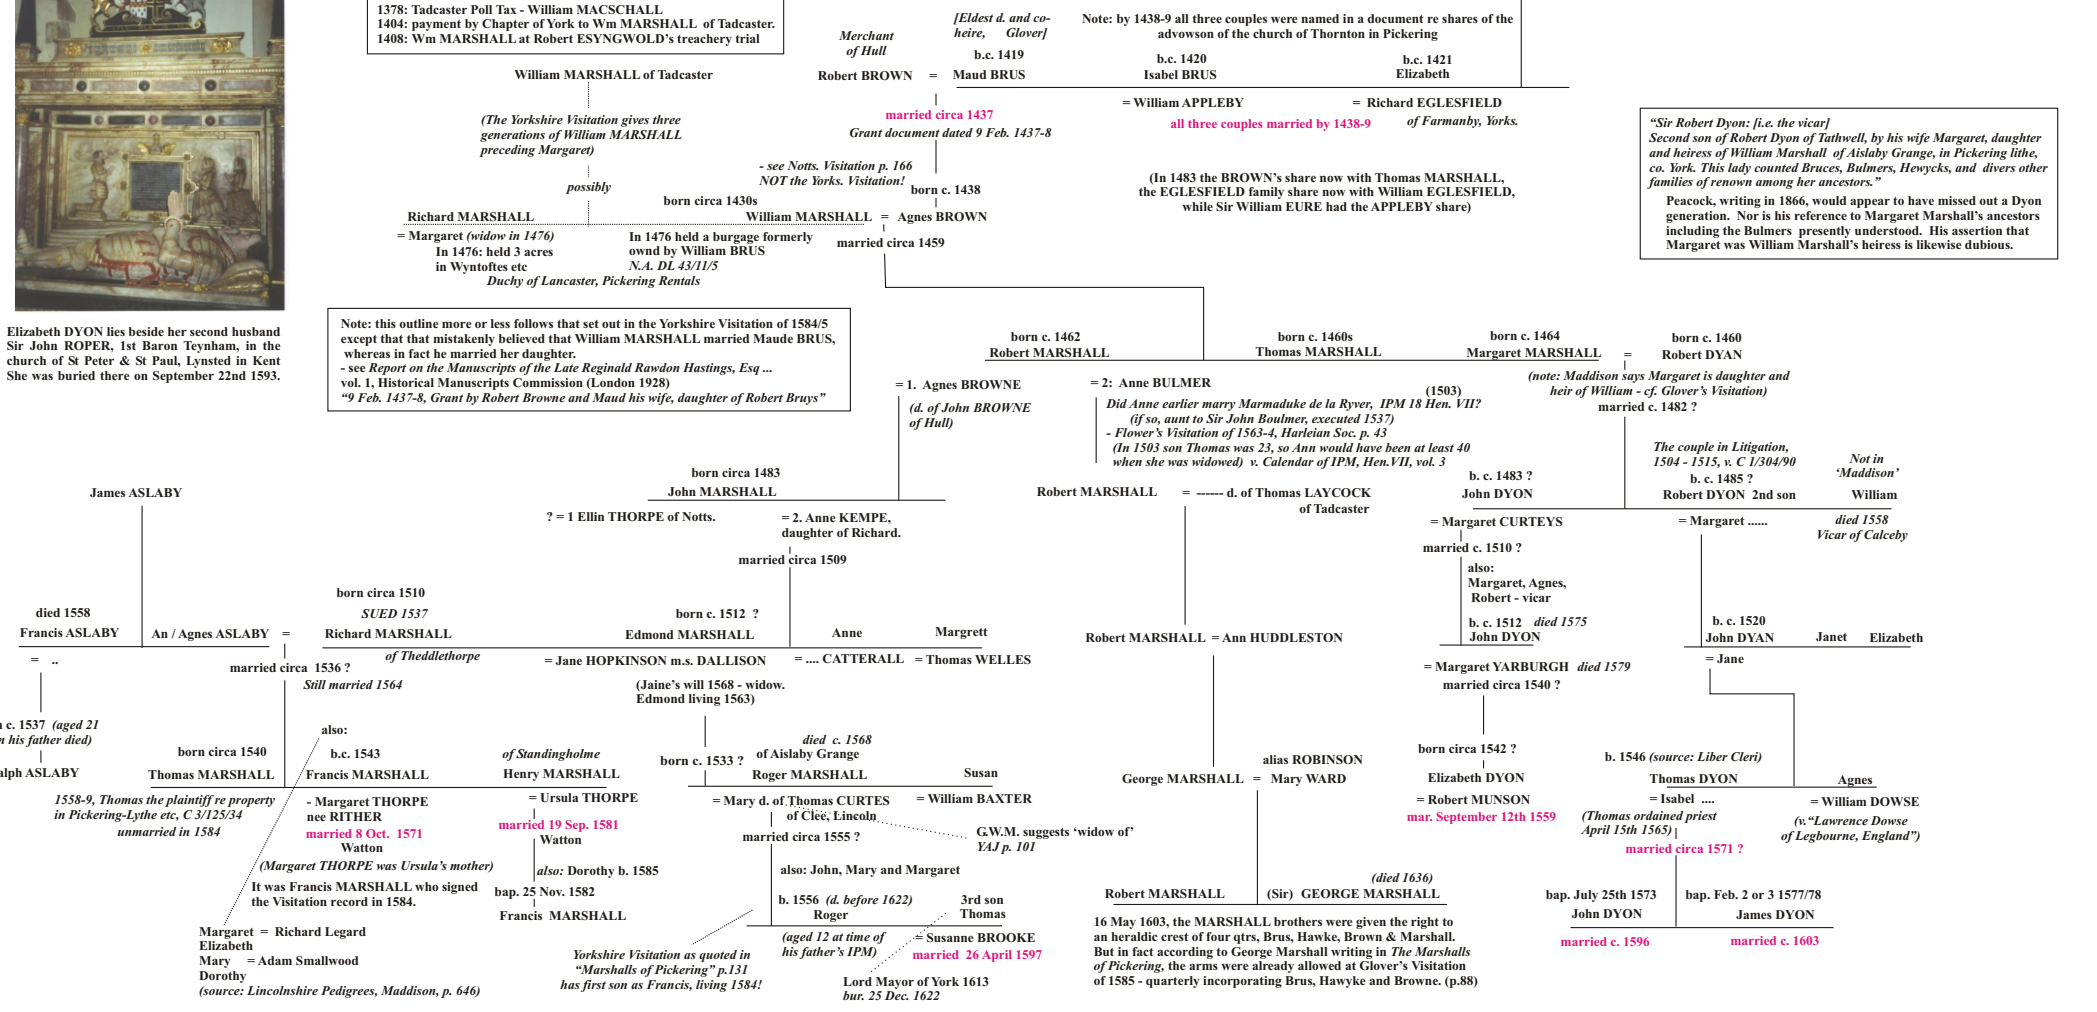 1378: Tadcaster Poll Tax - William MACSCHALL
1404: payment by Chapter of York to Wm MARSHALL of Tadcaster.
1408: Wm MARSHALL at Robert ESYNGWOLD's treachery trial
[Eldest d. and co-
heire, Glover]
Note: by 1438-9 all three couples were named in a document re shares of the
advowson of the church of Thornton in Pickering
Merchant
of Hull
b.c. 1419
b.c. 1420
b.c. 1421
William MARSHALL of Tadcaster
Robert BROWN = Maud BRUS
Isabel BRUS
Elizabeth
= William APPLEBY
= Richard EGLESFIELD
of Farmanby, Yorks.
married circa 1437
all three couples married by 1438-9
Grant document dated 9 Feb. 1437-8
(The Yorkshire Visitation gives three
generations of William MARSHALL
preceding Margaret)
"Sir Robert Dyon: [i.e. the vicar]
Second son of Robert Dyon of Tathwell, by his wife Margaret, daughter
and heiress of William Marshall of Aislaby Grange, in Pickering lithe,
co. York. This lady counted Bruces, Bulmers, Hewycks, and divers other
families of renown among her ancestors."
Peacock, writing in 1866, would appear to have missed out a Dyon
generation. Nor is his reference to Margaret Marshall's ancestors
including the Bulmers presently understood. His assertion that
Margaret was William Marshall's heiress is likewise dubious.
- see Notts. Visitation p. 166
NOT the Yorks. Visitation!
possibly
born c. 1438
born circa 1430s
(In 1483 the BROWN's share now with Thomas MARSHALL,
the EGLESFIELD family share now with William EGLESFIELD,
while Sir William EURE had the APPLEBY share)
Richard MARSHALL
William MARSHALL = Agnes BROWN
= Margaret (widow in 1476)
In 1476: held 3 acres
in Wyntoftes etc
In 1476 held a burgage formerly
ownd by William BRUS
N.A. DL 43/11/5
Duchy of Lancaster, Pickering Rentals
married circa 1459
Elizabeth DYON lies beside her second husband
Sir John ROPER, 1st Baron Teynham, in the
church of St Peter & St Paul, Lynsted in Kent
She was buried there on September 22nd 1593.
Note: this outline more or less follows that set out in the Yorkshire Visitation of 1584/5
except that that mistakenly believed that William MARSHALL married Maude BRUS,
whereas in fact he married her daughter.
- see Report on the Manuscripts of the Late Reginald Rawdon Hastings, Esq ...
vol. 1, Historical Manuscripts Commission (London 1928)
"9 Feb. 1437-8, Grant by Robert Browne and Maud his wife, daughter of Robert Bruys"
born c. 1462
born c. 1460s
born c. 1464
born c. 1460
Robert MARSHALL
Thomas MARSHALL
Margaret MARSHALL = Robert DYAN
= 1. Agnes BROWNE
(d. of John BROWNE
of Hull)
= 2: Anne BULMER
(1503)
Did Anne earlier marry Marmaduke de la Ryver, IPM 18 Hen. VII?
(if so, aunt to Sir John Boulmer, executed 1537)
- Flower's Visitation of 1563-4, Harleian Soc. p. 43
(In 1503 son Thomas was 23, so Ann would have been at least 40
when she was widowed) v. Calendar of IPM, Hen.VII, vol. 3
(note: Maddison says Margaret is daughter and
heir of William - cf. Glover's Visitation)
married c. 1482 ?
The couple in Litigation,
1504 - 1515, v. C 1/304/90
Not in
'Maddison'
born circa 1483
b. c. 1483 ?
b. c. 1485 ?
James ASLABY
John MARSHALL
Robert MARSHALL = ------ d. of Thomas LAYCOCK
of Tadcaster
John DYON
Robert DYON 2nd son
William
? = 1 Ellin THORPE of Notts.
= 2. Anne KEMPE,
daughter of Richard.
married circa 1509
= Margaret CURTEYS
married c. 1510 ?
also:
Margaret, Agnes,
Robert - vicar
= Margaret ......
died 1558
Vicar of Calceby
born circa 1510
SUED 1537
born c. 1512 ?
died 1558
b. c. 1512 died 1575
b. c. 1520
Francis ASLABY
An / Agnes ASLABY =
Richard MARSHALL
of Theddlethorpe
Edmond MARSHALL
Anne
Margrett
Robert MARSHALL = Ann HUDDLESTON
John DYON
John DYAN
Janet
Elizabeth
= ..
married circa 1536 ?
Still married 1564
= Jane HOPKINSON m.s. DALLISON
= .... CATTERALL
= Thomas WELLES
(Jaine's will 1568 - widow.
Edmond living 1563)
= Margaret YARBURGH died 1579
married circa 1540 ?
= Jane
c. 1537 (aged 21
his father died)
also:
born circa 1540
b.c. 1543
of Standingholme
born c. 1533 ?
died c. 1568
of Aislaby Grange
alias ROBINSON
born circa 1542 ?
b. 1546 (source: Liber Cleri)
alph ASLABY
Thomas MARSHALL
Francis MARSHALL
Henry MARSHALL
Roger MARSHALL
Susan
George MARSHALL = Mary WARD
Elizabeth DYON
Thomas DYON
Agnes
1558-9, Thomas the plaintiff re property
in Pickering-Lythe etc, C 3/125/34
unmarried in 1584
- Margaret THORPE
nee RITHER
married 8 Oct. 1571
Watton
(Margaret THORPE was Ursula's mother)
= Ursula THORPE
married 19 Sep. 1581
Watton
= Mary d. of Thomas CURTES
of Clee, Lincoln
married circa 1555 ?
= William BAXTER
G.W.M. suggests 'widow of'
YAJ p. 101
= Robert MUNSON
mar. September 12th 1559
= Isabel ....
(Thomas ordained priest
April 15th 1565)
married circa 1571 ?
= William DOWSE
(v."Lawrence Dowse
of Legbourne, England")
It was Francis MARSHALL who signed
the Visitation record in 1584.
also: Dorothy b. 1585
bap. 25 Nov. 1582
Francis MARSHALL
also: John, Mary and Margaret
b. 1556 (d. before 1622)
Roger
(aged 12 at time of
his father's IPM)
3rd son
Thomas
= Susanne BROOKE
married 26 April 1597
(died 1636)
Robert MARSHALL
(Sir) GEORGE MARSHALL
bap. July 25th 1573
John DYON
married c. 1596
bap. Feb. 2 or 3 1577/78
James DYON
married c. 1603
Margaret = Richard Legard
Elizabeth
Mary = Adam Smallwood
Dorothy
(source: Lincolnshire Pedigrees, Maddison, p. 646)
Yorkshire Visitation as quoted in
"Marshalls of Pickering" p.131
has first son as Francis, living 1584!
Lord Mayor of York 1613
bur. 25 Dec. 1622
16 May 1603, the MARSHALL brothers were given the right to
an heraldic crest of four qtrs, Brus, Hawke, Brown & Marshall.
But in fact according to George Marshall writing in The Marshalls
of Pickering, the arms were already allowed at Glover's Visitation
of 1585 - quarterly incorporating Brus, Hawyke and Browne. (p.88)